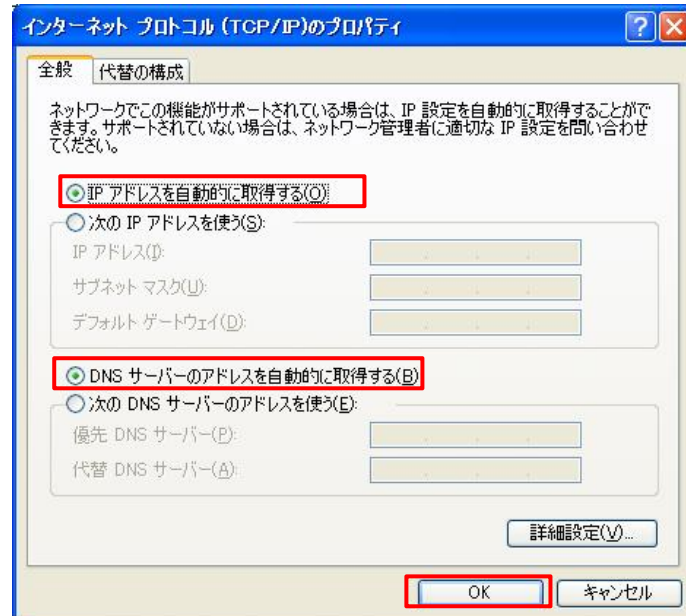 インターネット プロトコル (TCP/IP)のプロパティ
全般
代替の構成
ネットワークでこの機能がサポートされている場合は、IP 設定を自動的に取得することがで
きます。サポートされていない場合は、ネットワーク管理者に適切な IP 設定を問い合わせ
てください。
IP アドレスを自動的に取得する(O)
次の IP アドレスを使う(S):
IP アドレス(I):
サブネット マスク(U):
デフォルト ゲートウェイ(D):
DNS サーバーのアドレスを自動的に取得する(B)
次の DNS サーバーのアドレスを使う(E):
優先 DNS サーバー(P):
代替 DNS サーバー(A):
詳細設定(V)...
OK
キャンセル